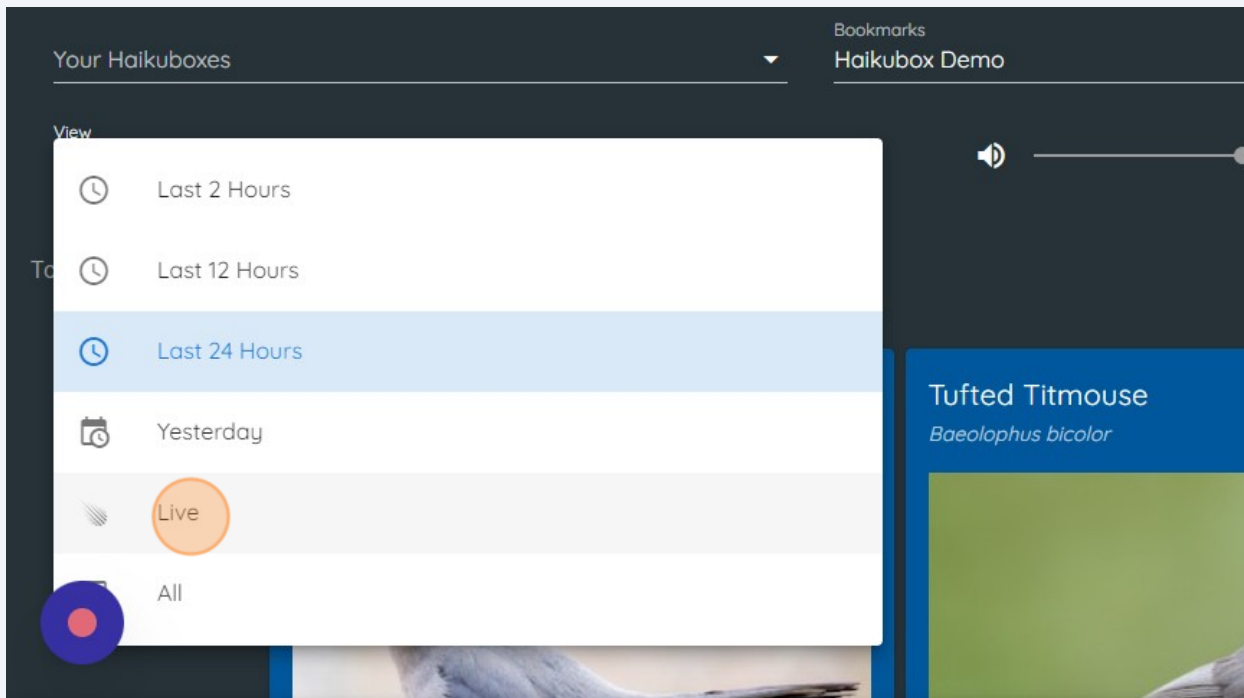 Bookmarks
Your Haikuboxes
Haikubox Demo
View
Last 2 Hours
Last 12 Hours
Last 24 Hours
Yesterday
Live
All
Tufted Titmouse
Baeolophus bicolor